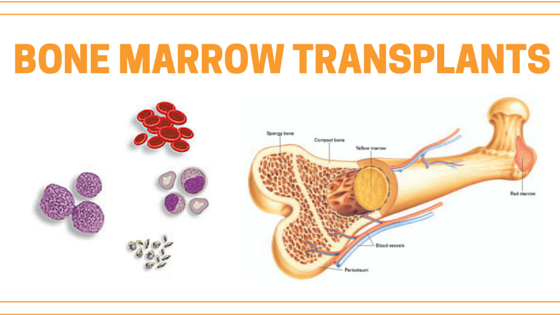 BONE MARROW TRANSPLANTS
Spongy bone
Compact bone
Yellow marrow
Red marrow
Blood vessels
Periosteum